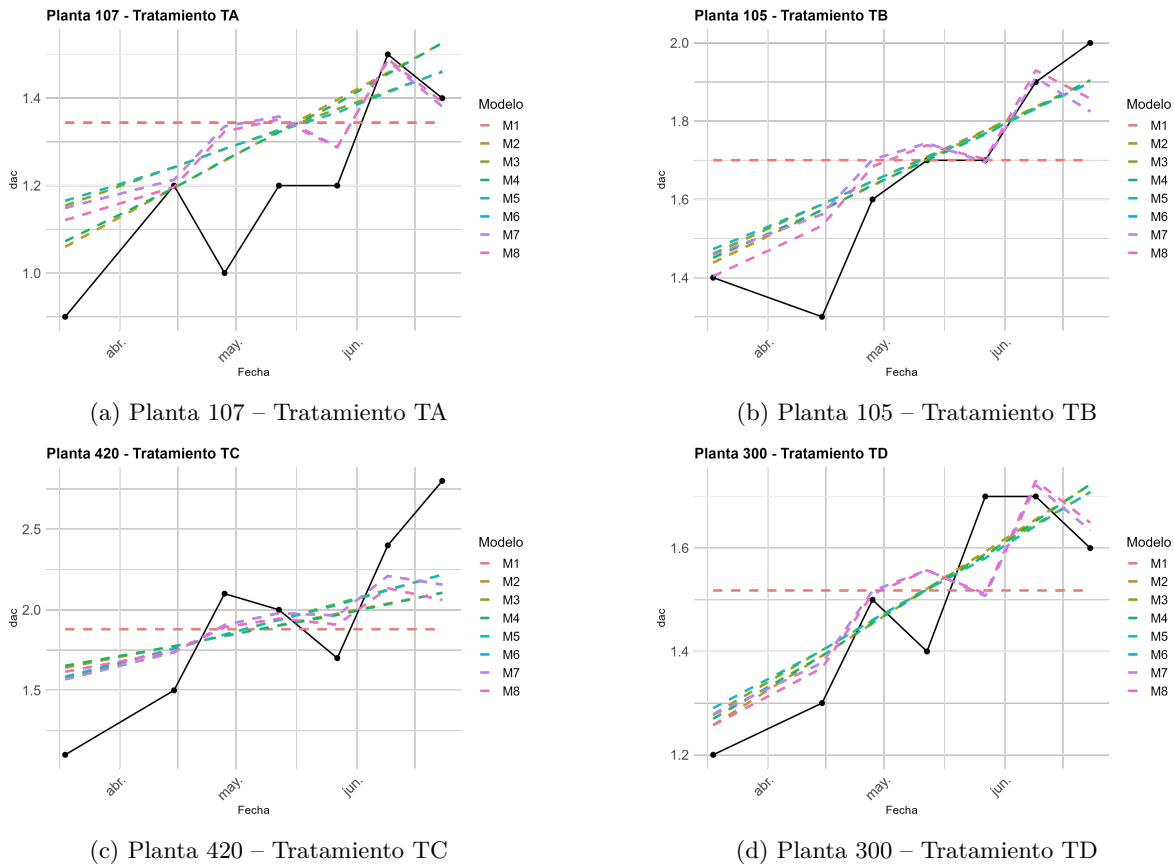 Planta 107 - Tratamiento TA
dac
1.4
1.2
1.0
abr.
may.
jun.
Fecha
Modelo
M1
M2
M3
M4
M5
M6
M7
M8
(a) Planta 107 – Tratamiento TA
Planta 105 - Tratamiento TB
dac
2.0
1.8
1.6
1.4
abr.
may.
jun.
Fecha
Modelo
M1
M2
M3
M4
M5
M6
M7
M8
(b) Planta 105 – Tratamiento TB
Planta 420 - Tratamiento TC
dac
2.5
2.0
1.5
abr.
may.
jun.
Fecha
Modelo
M1
M2
M3
M4
M5
M6
M7
M8
(c) Planta 420 – Tratamiento TC
Planta 300 - Tratamiento TD
dac
1.6
1.4
1.2
abr.
may.
jun.
Fecha
Modelo
M1
M2
M3
M4
M5
M6
M7
M8
(d) Planta 300 – Tratamiento TD